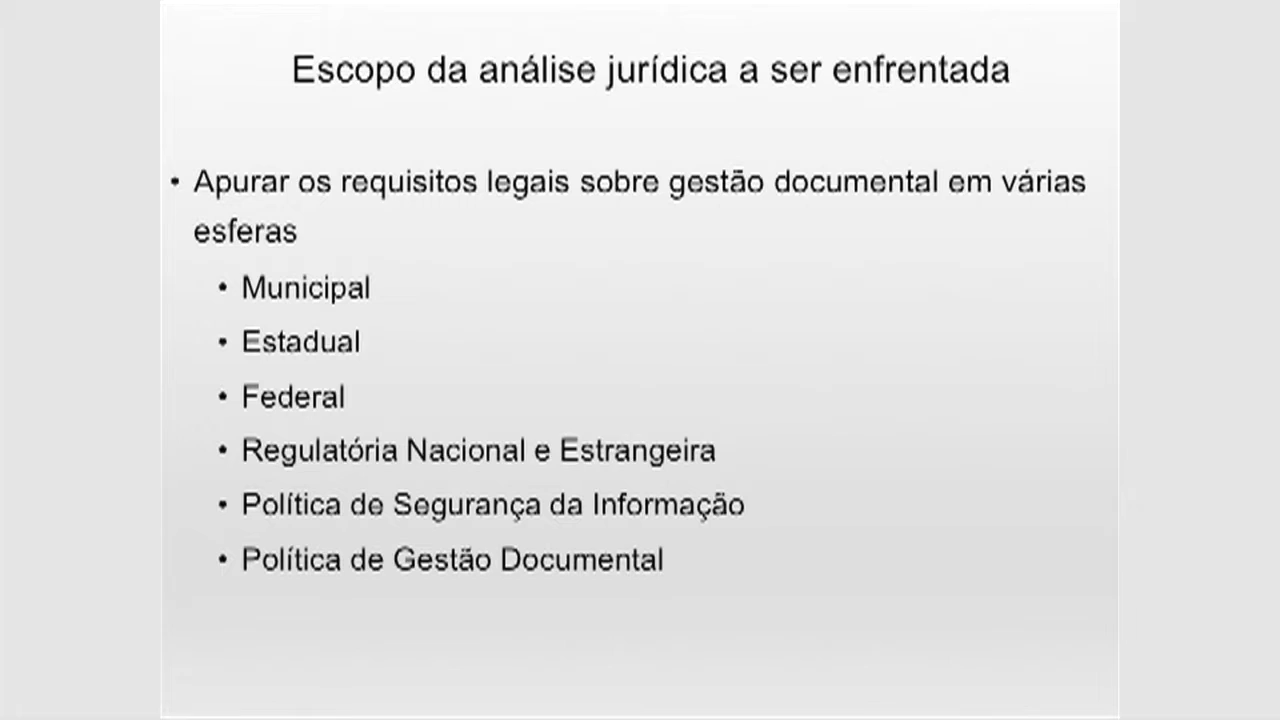 Escopo da análise jurídica a ser enfrentada
• Apurar os requisitos legais sobre gestão documental em várias
esferas
• Municipal
• Estadual
• Federal
• Regulatória Nacional e Estrangeira
• Política de Segurança da Informação
• Política de Gestão Documental